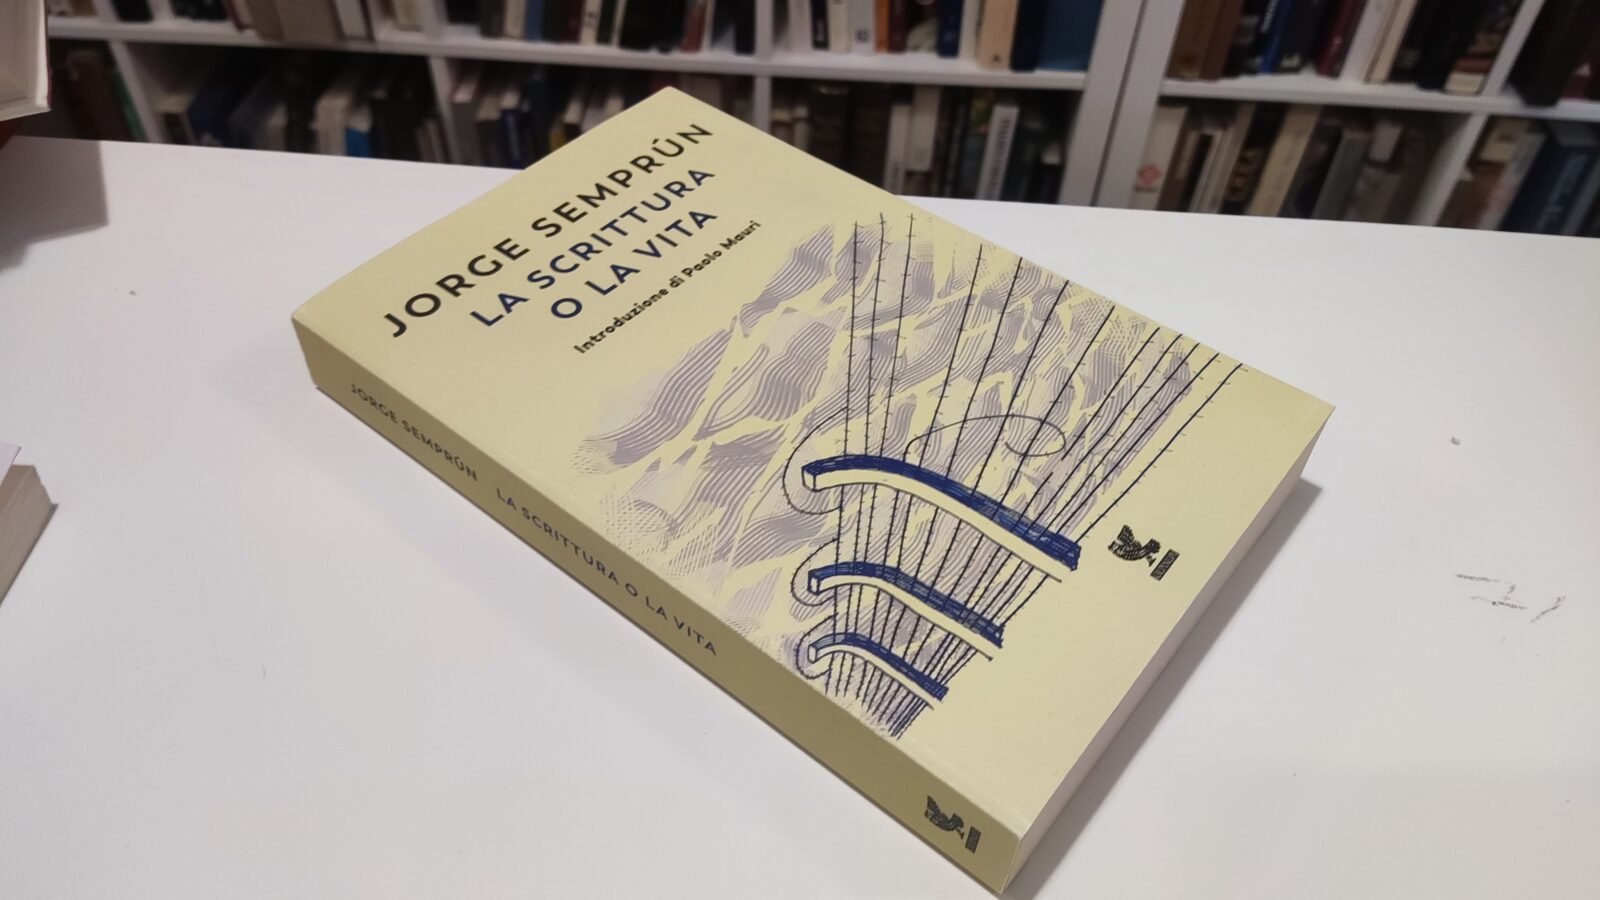 JORGE SEMPRÚN
LA SCRITTURA
O LA VITA
Introduzione di Paolo Mauri
JORGE SEMPRÚN LA SCRITTURA O LA VITA